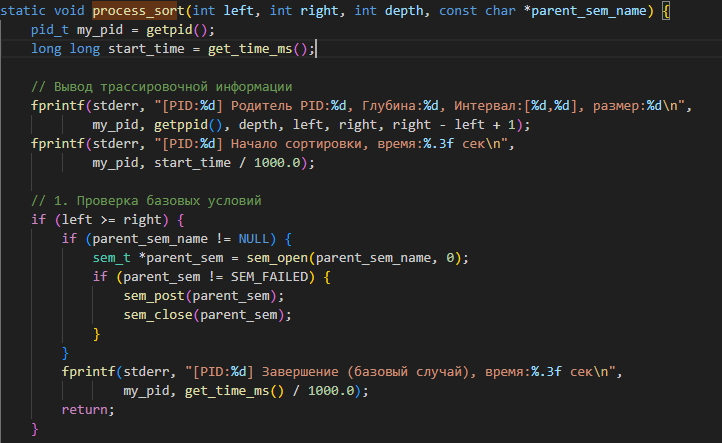 static void process_sort(int left, int right, int depth, const char *parent_sem_name) {
    pid_t my_pid = getpid();
    long long start_time = get_time_ms();
    // Вывод трассировочной информации
    fprintf(stderr, "[PID:%d] Родитель PID:%d, Глубина:%d, Интервал:[%d,%d], размер:%d\n",
            my_pid, getppid(), depth, left, right, right - left + 1);
    fprintf(stderr, "[PID:%d] Начало сортировки, время:%.3f сек\n",
            my_pid, start_time / 1000.0);
    // 1. Проверка базовых условий
    if (left >= right) {
        if (parent_sem_name != NULL) {
            sem_t *parent_sem = sem_open(parent_sem_name, 0);
            if (parent_sem != SEM_FAILED) {
                sem_post(parent_sem);
                sem_close(parent_sem);
            }
        }
        fprintf(stderr, "[PID:%d] Завершение (базовый случай), время:%.3f сек\n",
                my_pid, get_time_ms() / 1000.0);
        return;
    }